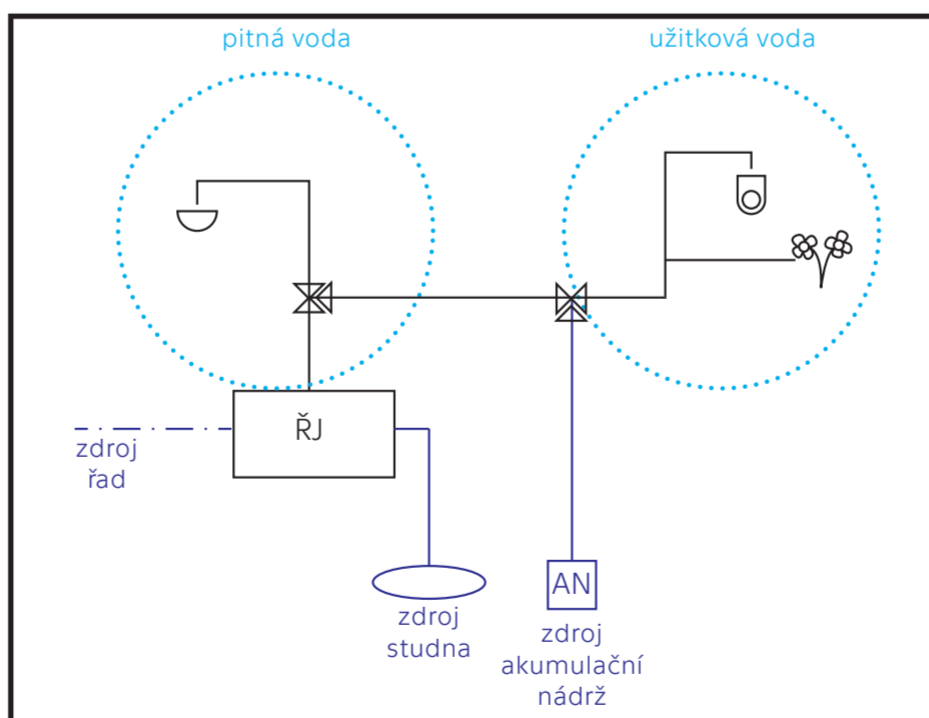 pitná voda
užitková voda
ŘJ
zdroj
řad
AN
zdroj
studna
zdroj
akumulační
nádrž